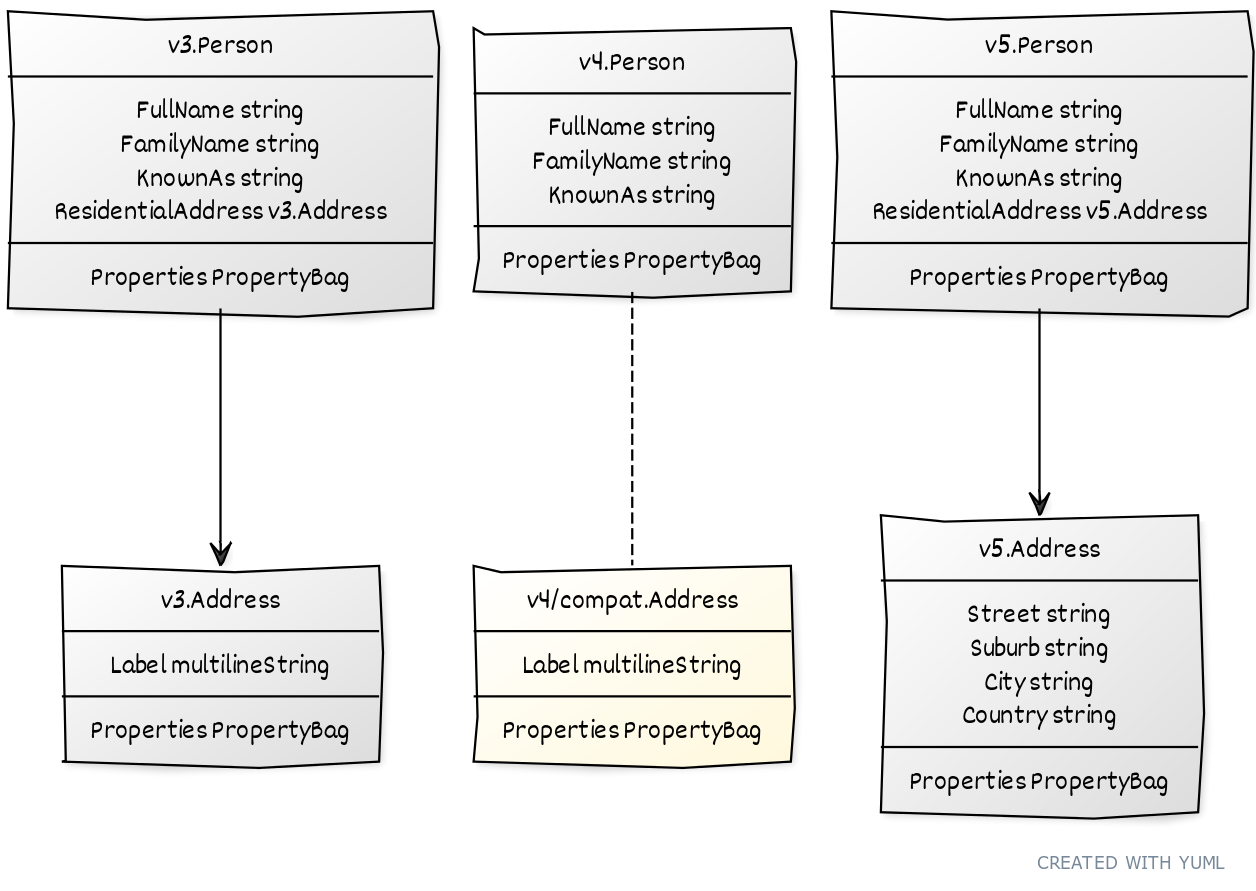 v3.Person
FullName string
FamilyName string
KnownAs string
ResidentialAddress v3.Address
Properties PropertyBag
v4.Person
FullName string
FamilyName string
KnownAs string
Properties PropertyBag
v5.Person
FullName string
FamilyName string
KnownAs string
ResidentialAddress v5.Address
Properties PropertyBag
v3.Address
Label multilineString
Properties PropertyBag
v4/compat.Address
Label multilineString
Properties PropertyBag
v5.Address
Street string
Suburb string
City string
Country string
Properties PropertyBag
CREATED WITH YUML